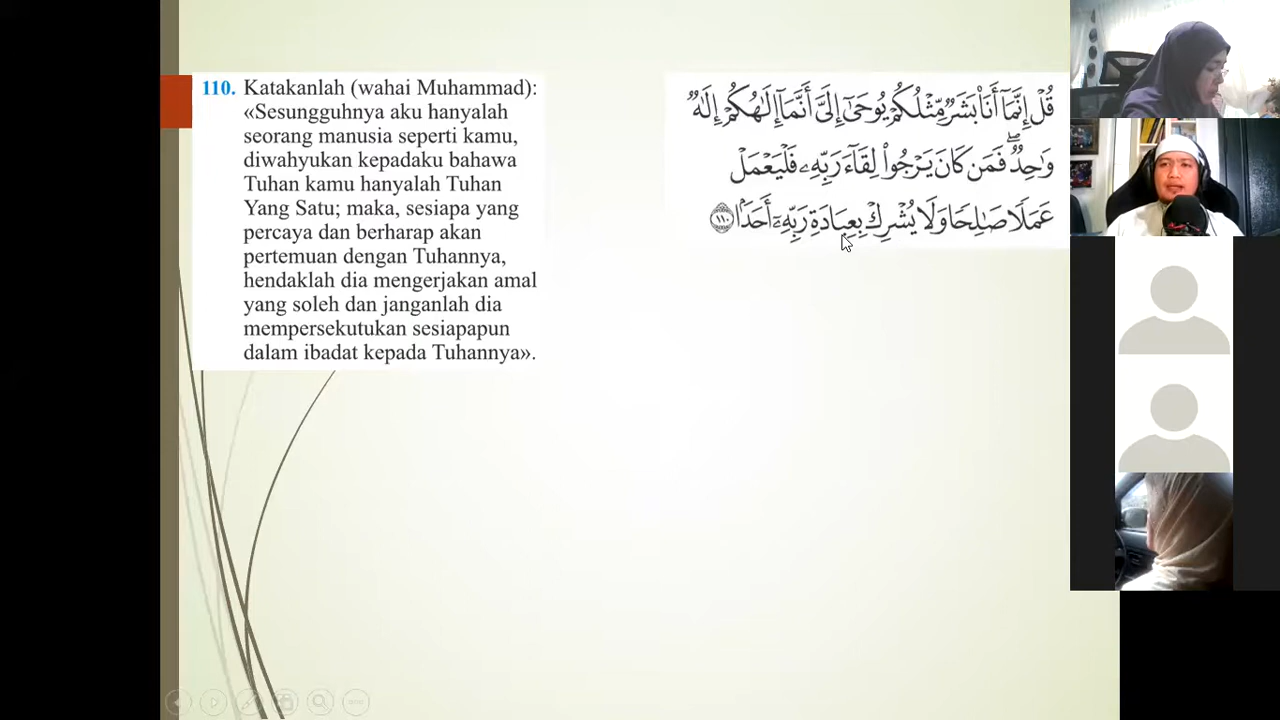 110. Katakanlah (wahai Muhammad):
«Sesungguhnya aku hanyalah
seorang manusia seperti kamu,
diwahyukan kepadaku bahawa
Tuhan kamu hanyalah Tuhan
Yang Satu; maka, sesiapa yang
percaya dan berharap akan
pertemuan dengan Tuhannya,
hendaklah dia mengerjakan amal
yang soleh dan janganlah dia
mempersekutukan sesiapapun
dalam ibadat kepada Tuhannya».
قُلْ إِنَّمَآ أَنَا۠ بَشَرٌ مِّثْلُكُمْ يُوحَىٰٓ إِلَىَّ أَنَّمَآ إِلَٰهُكُمْ إِلَٰهٌ
وَٰحِدٌ ۖ فَمَن كَانَ يَرْجُوا۟ لِقَآءَ رَبِّهِۦ فَلْيَعْمَلْ
عَمَلًا صَٰلِحًا وَلَا يُشْرِكْ بِعِبَادَةِ رَبِّهِۦٓ أَحَدًۢا ١١٠